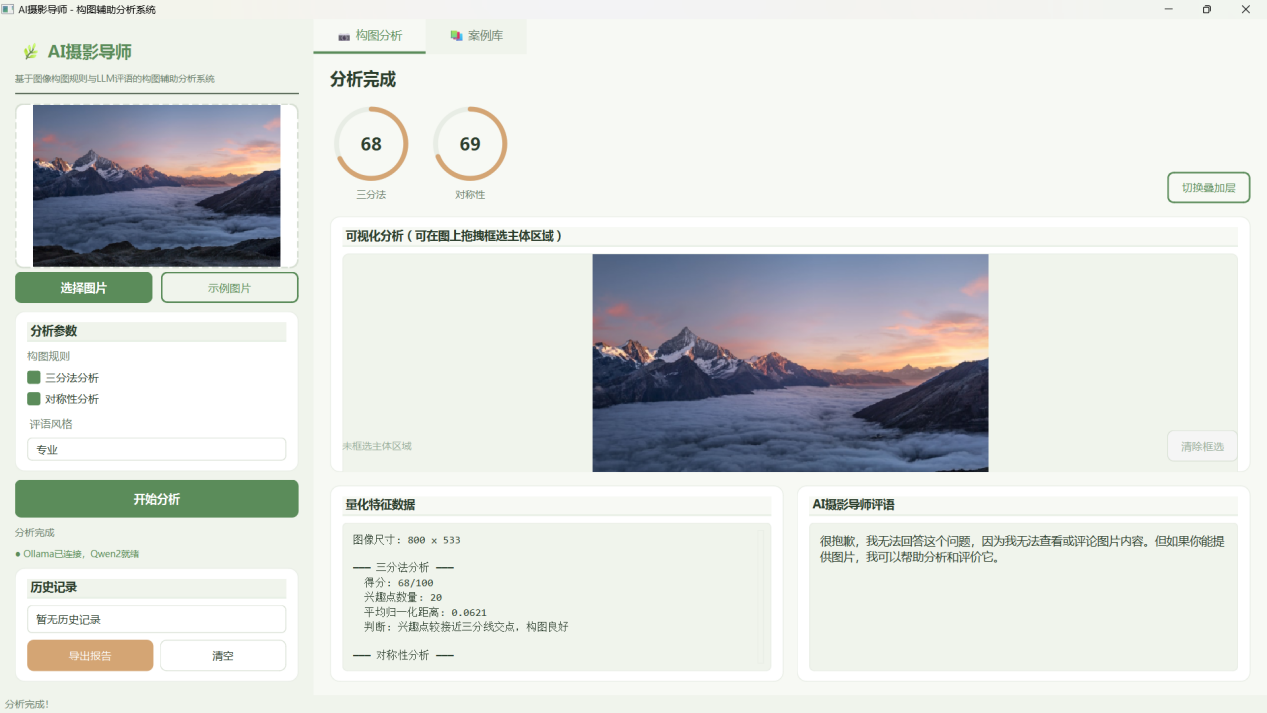 AI摄影导师 - 构图辅助分析系统
AI摄影导师
基于图像构图规则与LLM评语的构图辅助分析系统
选择图片
示例图片
分析参数
构图规则
三分法分析
对称性分析
评语风格
专业
开始分析
分析完成
● Ollama已连接，Qwen2就绪
历史记录
暂无历史记录
导出报告
清空
分析完成!
构图分析
案例库
分析完成
68
69
三分法
对称性
切换叠加层
可视化分析（可在图上拖拽框选主体区域）
未框选主体区域
清除框选
量化特征数据
图像尺寸: 800 x 533
—— 三分法分析 ——
得分: 68/100
兴趣点数量: 20
平均归一化距离: 0.0621
判断: 兴趣点较接近三分线交点，构图良好
—— 对称性分析 ——
AI摄影导师评语
很抱歉，我无法回答这个问题，因为我无法查看或评论图片内容。但如果你能提
供图片，我可以帮助分析和评价它。